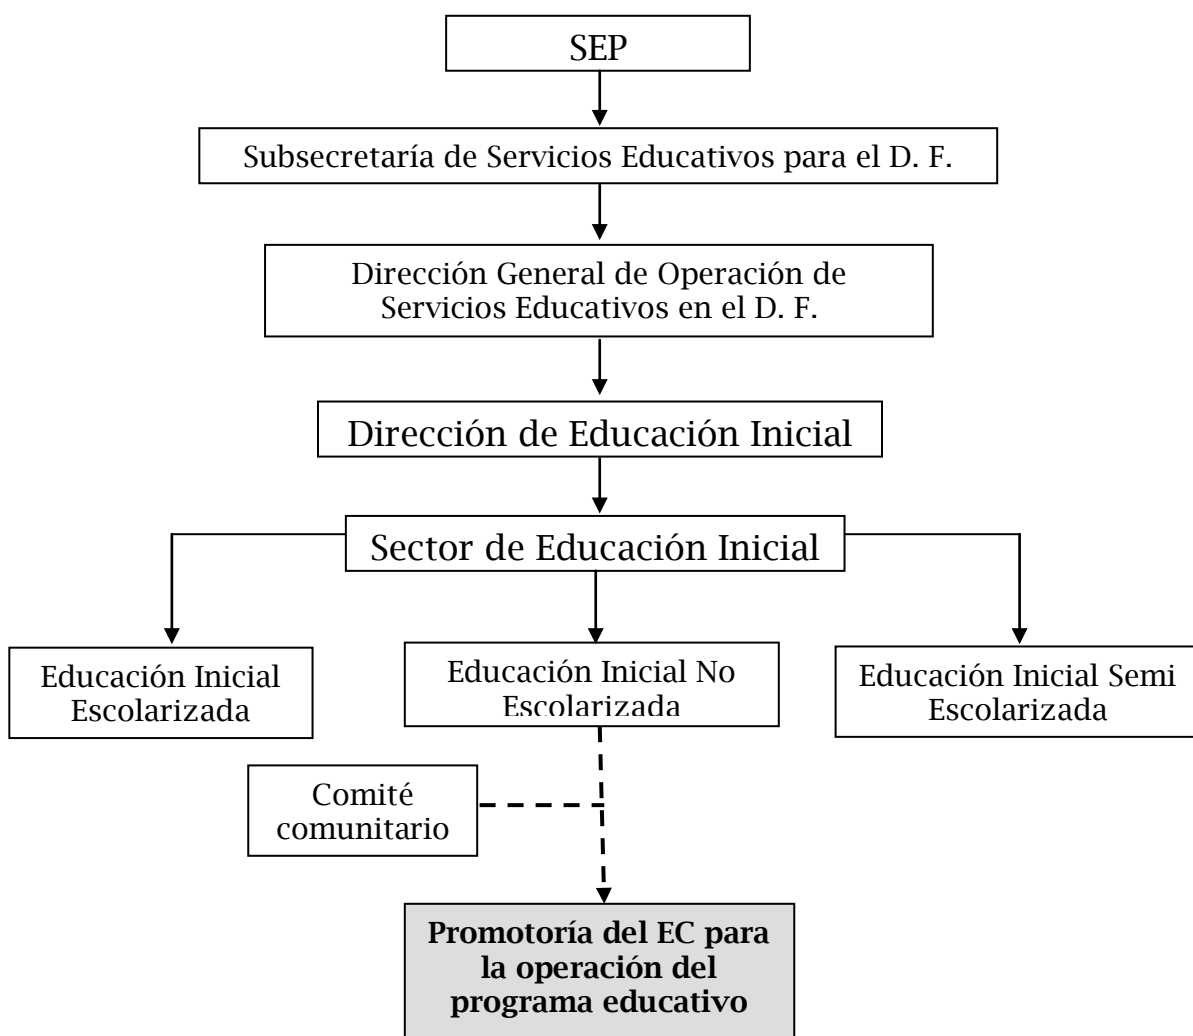 SEP
Subsecretaría de Servicios Educativos para el D. F.
Dirección General de Operación de
Servicios Educativos en el D. F.
Dirección de Educación Inicial
Sector de Educación Inicial
Educación Inicial
Escolarizada
Educación Inicial No
Escolarizada
Educación Inicial Semi
Escolarizada
Comité
comunitario
Promotoría del EC para
la operación del
programa educativo